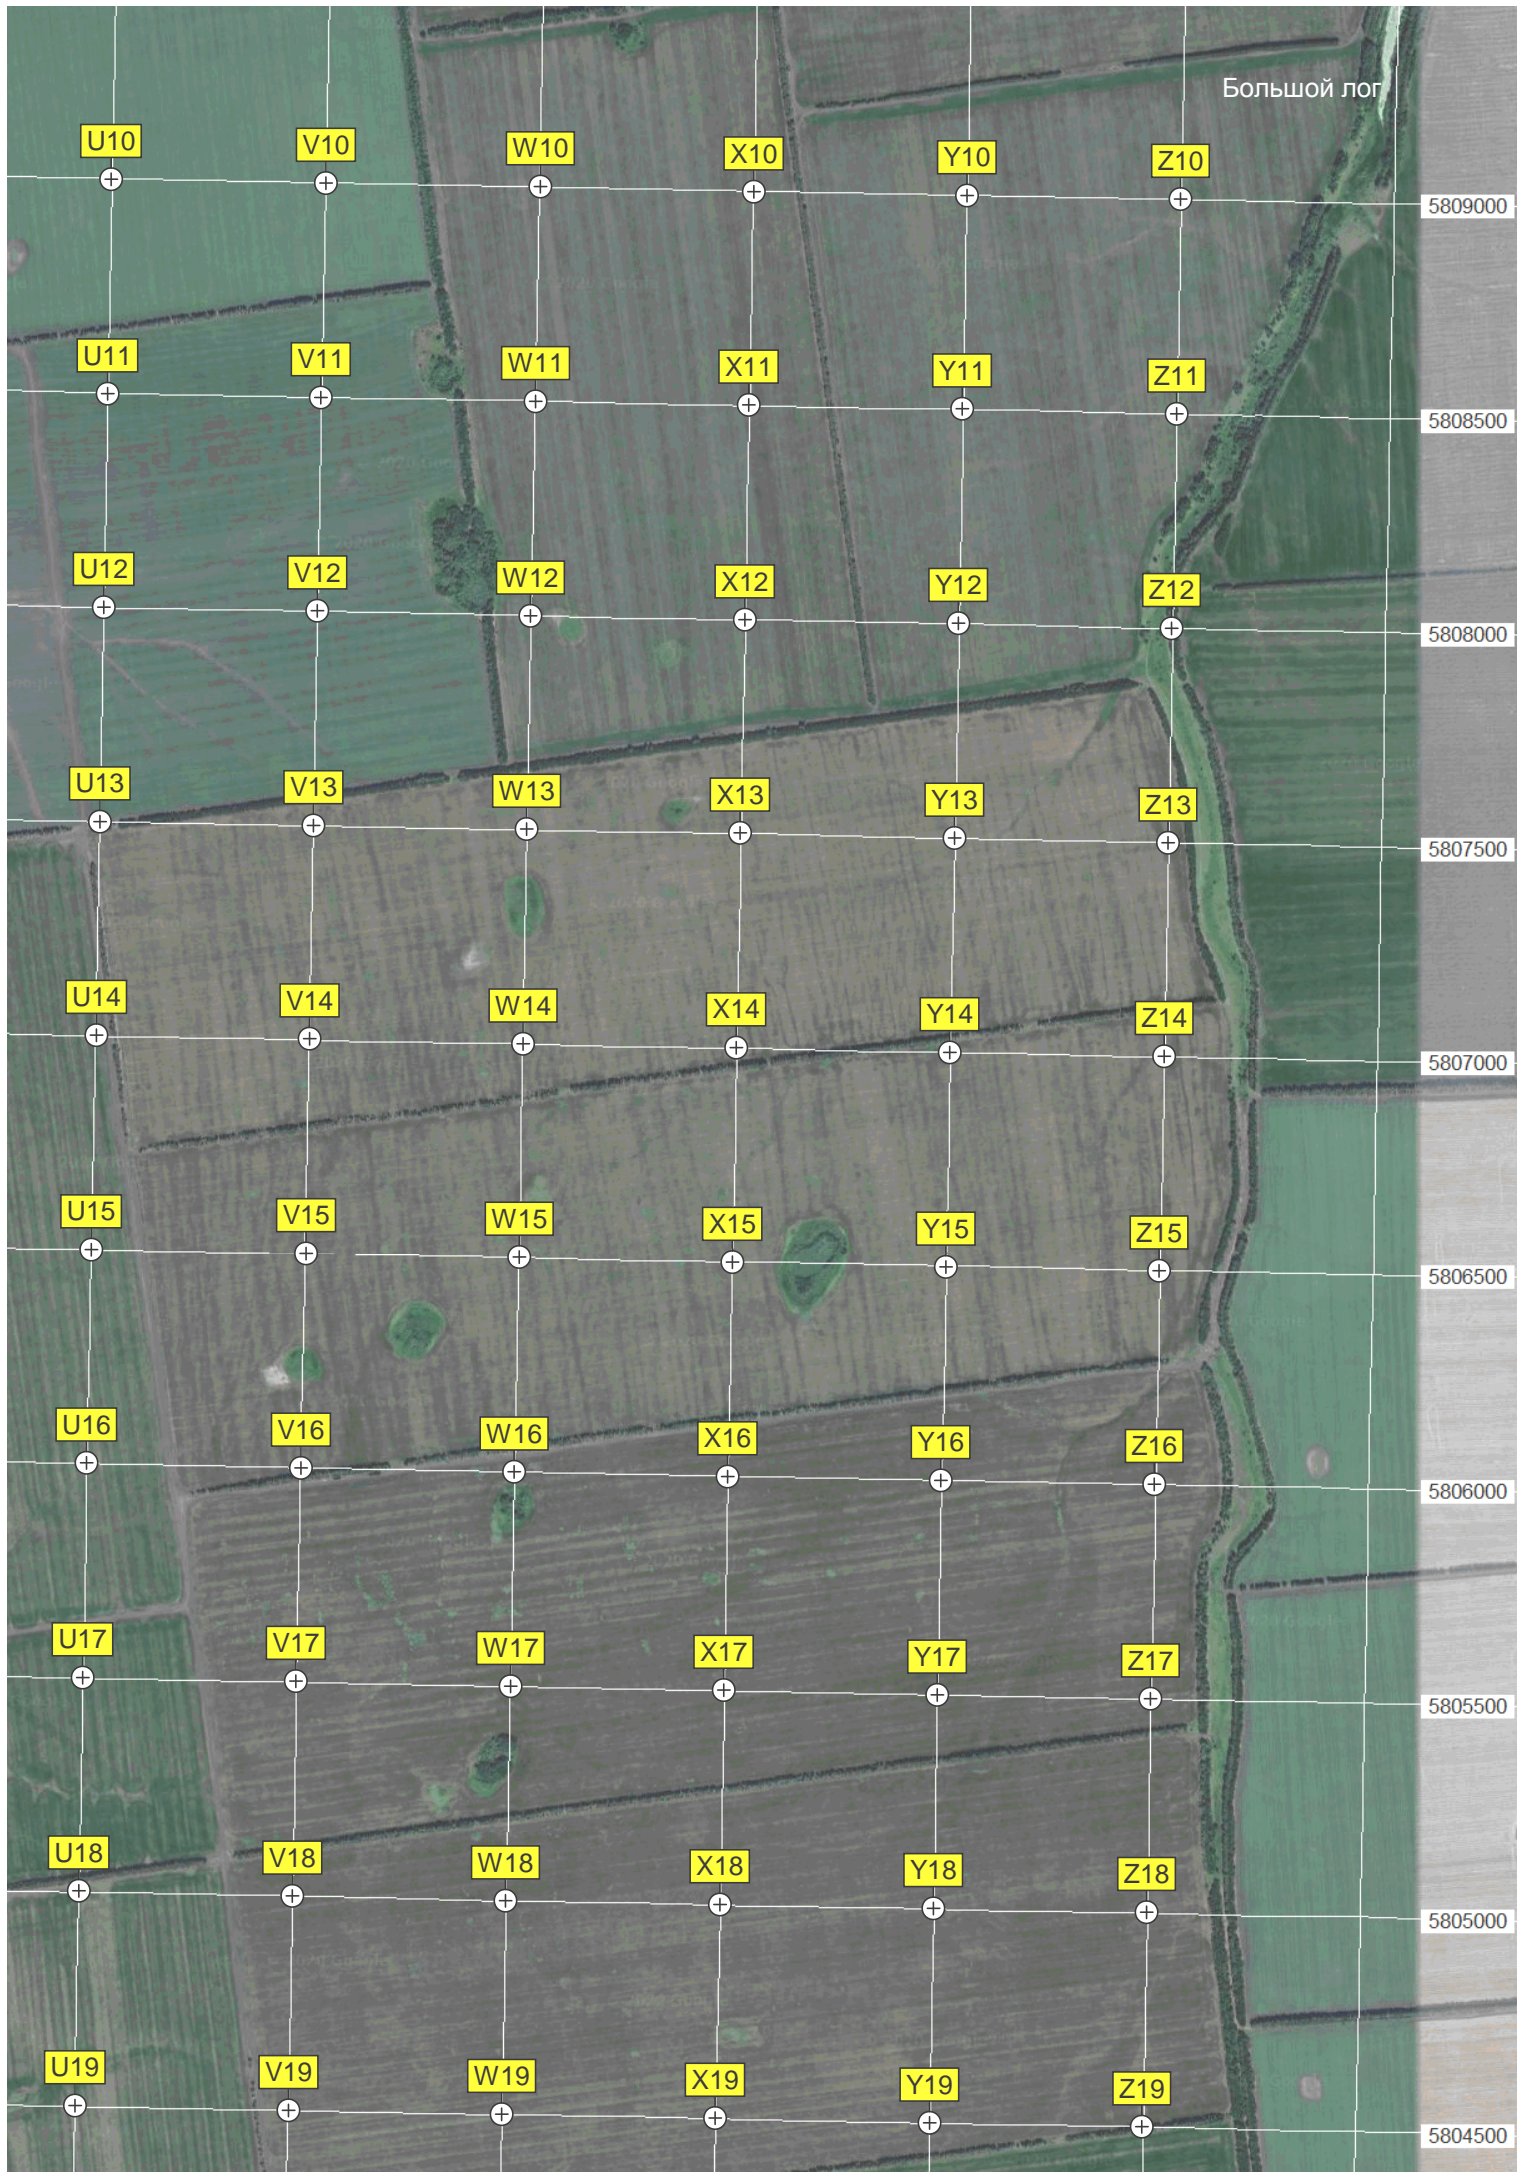 Большой лог
U10 V10 W10 X10 Y10 Z10
5809000
U11 V11 W11 X11 Y11 Z11
5808500
U12 V12 W12 X12 Y12 Z12
5808000
U13 V13 W13 X13 Y13 Z13
5807500
U14 V14 W14 X14 Y14 Z14
5807000
U15 V15 W15 X15 Y15 Z15
5806500
U16 V16 W16 X16 Y16 Z16
5806000
U17 V17 W17 X17 Y17 Z17
5805500
U18 V18 W18 X18 Y18 Z18
5805000
U19 V19 W19 X19 Y19 Z19
5804500